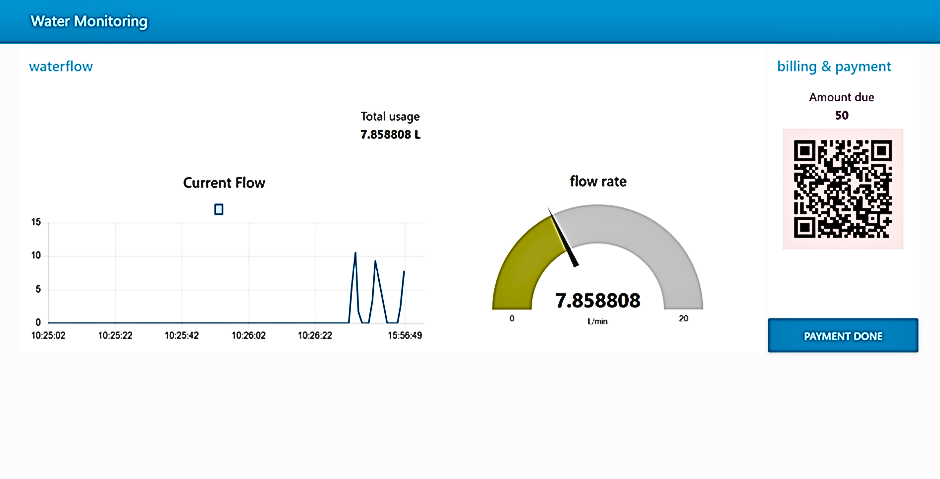 Water Monitoring
waterflow
Total usage
7.858808 L
Current Flow
15
10
5
0
10:25:02 10:25:22 10:25:42 10:26:02 10:26:22 15:56:49
flow rate
7.858808
0 L/min 20
billing & payment
Amount due
50
PAYMENT DONE